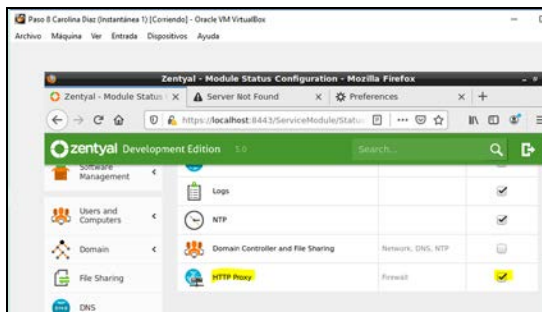 Paso 8 Carolina Diaz (Instantánea 1) [Corriendo] - Oracle VM VirtualBox
Archivo Máquina Ver Entrada Dispositivos Ayuda
Zentyal - Module Status Configuration - Mozilla Firefox
Zentyal - Module Status
Server Not Found
Preferences
https://localhost:8443/ServiceModule/Status
zentyal Development Edition 5.0
Search...
Software
Management
Logs
Users and
Computers
NTP
Domain
Domain Controller and File Sharing
Network, DNS, NTP
File Sharing
HTTP Proxy
Firewall
DNS